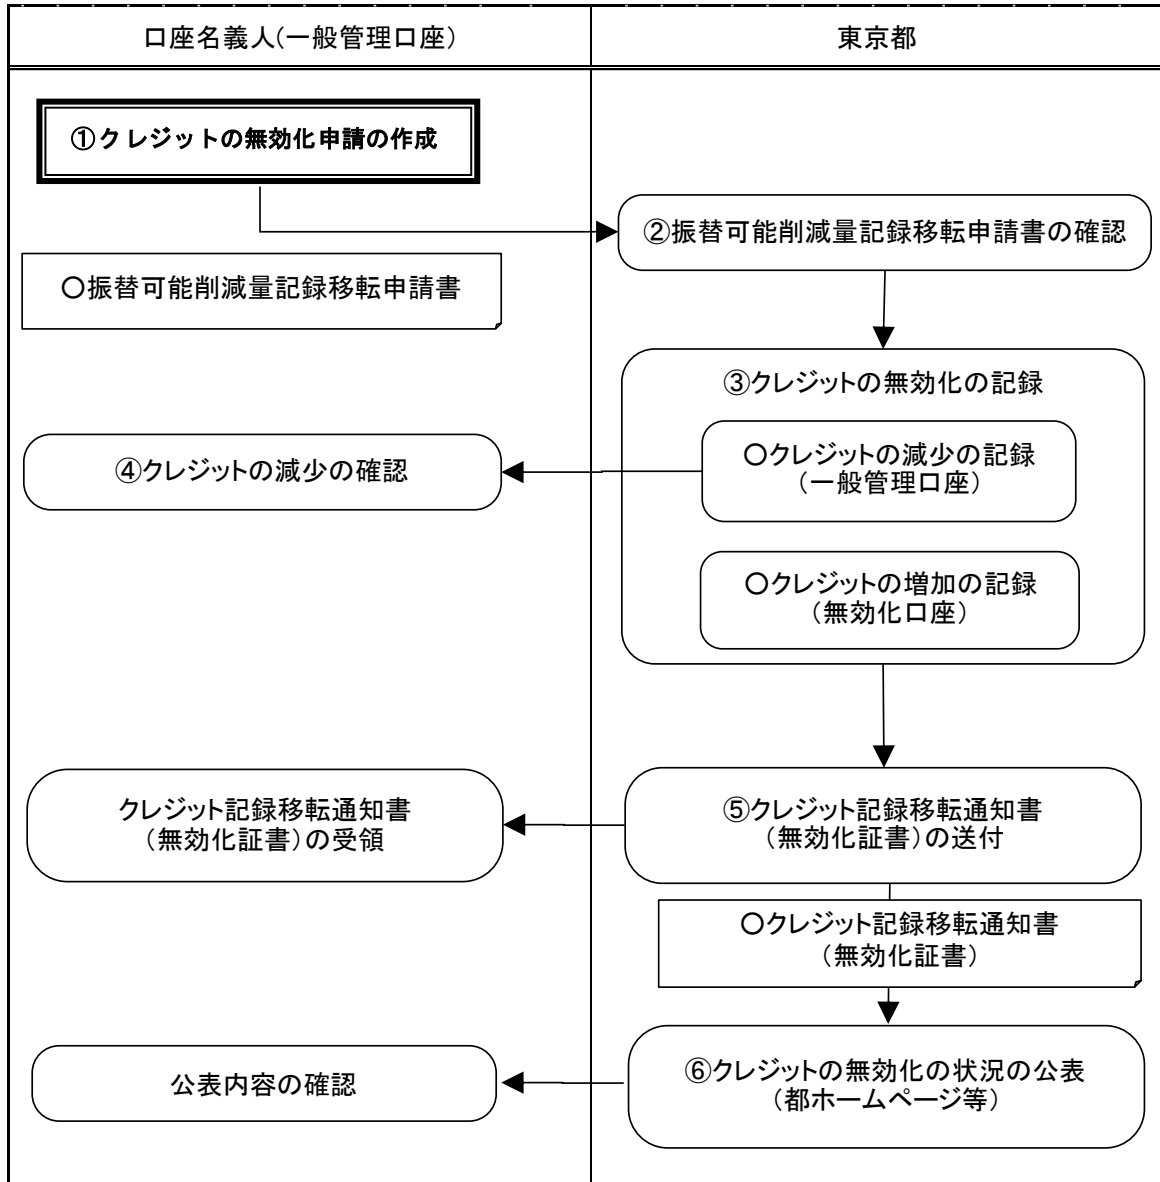 口座名義人(一般管理口座)
東京都
①クレジットの無効化申請の作成
②振替可能削減量記録移転申請書の確認
○振替可能削減量記録移転申請書
③クレジットの無効化の記録
○クレジットの減少の記録
(一般管理口座)
④クレジットの減少の確認
○クレジットの増加の記録
(無効化口座)
クレジット記録移転通知書
(無効化証書)の受領
⑤クレジット記録移転通知書
(無効化証書)の送付
○クレジット記録移転通知書
(無効化証書)
公表内容の確認
⑥クレジットの無効化の状況の公表
(都ホームページ等)